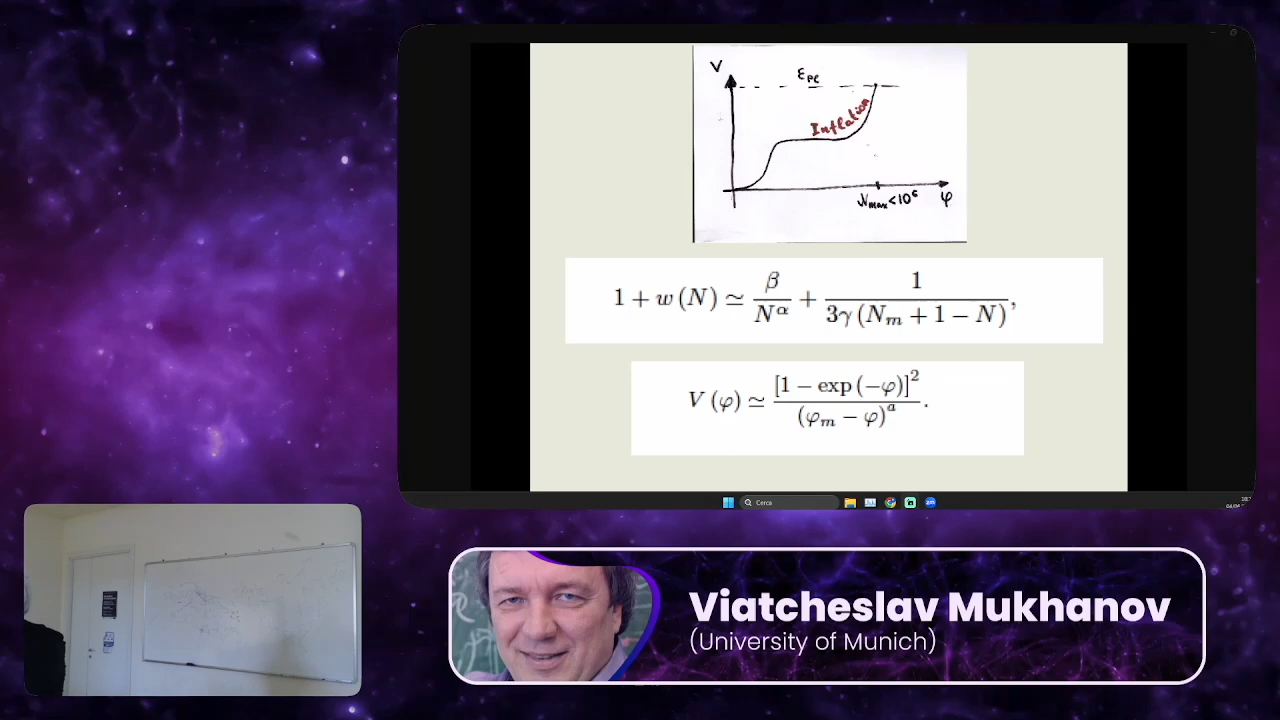 V
ε_PL
Inflation
N_max < 10^6
φ
1 + w (N) ≃ β / N^α + 1 / 3γ (N_m + 1 − N),
V (φ) ≃ [1 − exp (−φ)]^2 / (φ_m − φ)^a.
Cerca
Viatcheslav Mukhanov
(University of Munich)